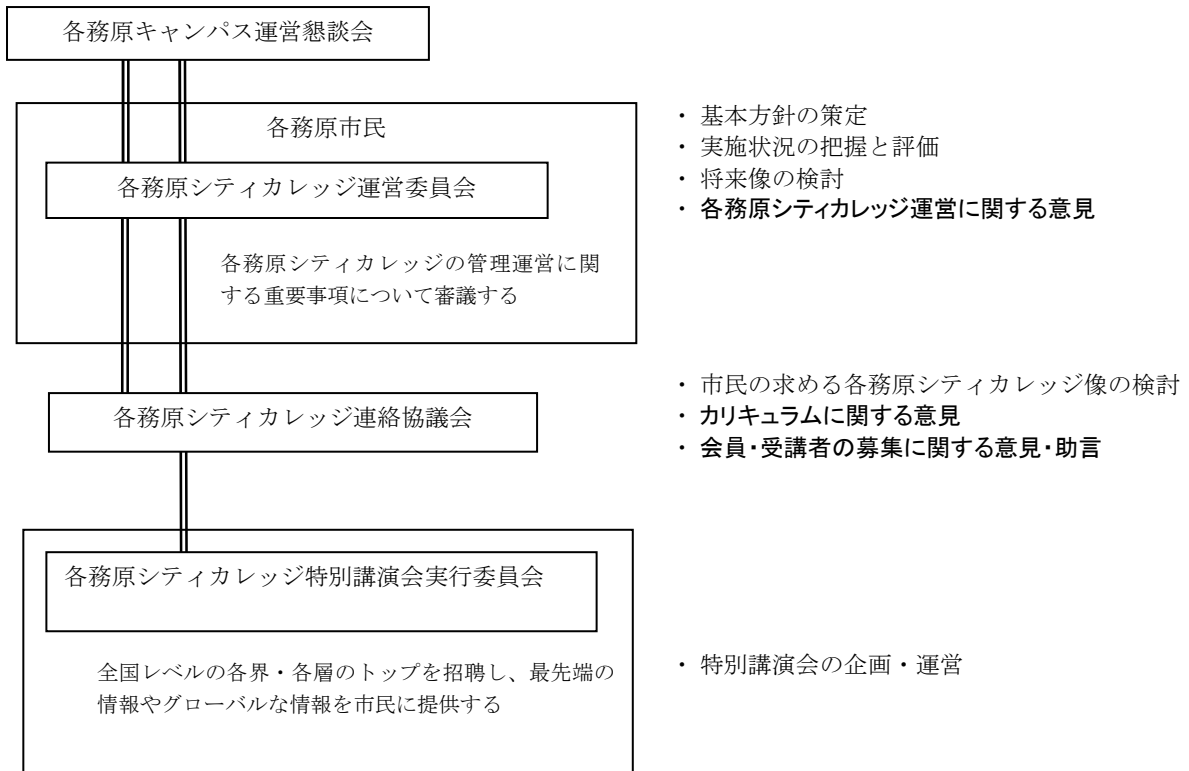 各務原キャンパス運営懇談会
各務原市民
各務原シティカレッジ運営委員会
各務原シティカレッジの管理運営に関
する重要事項について審議する
・ 基本方針の策定
・ 実施状況の把握と評価
・ 将来像の検討
・ 各務原シティカレッジ運営に関する意見
各務原シティカレッジ連絡協議会
・ 市民の求める各務原シティカレッジ像の検討
・ カリキュラムに関する意見
・ 会員・受講者の募集に関する意見・助言
各務原シティカレッジ特別講演会実行委員会
全国レベルの各界・各層のトップを招聘し、最先端の
情報やグローバルな情報を市民に提供する
・ 特別講演会の企画・運営